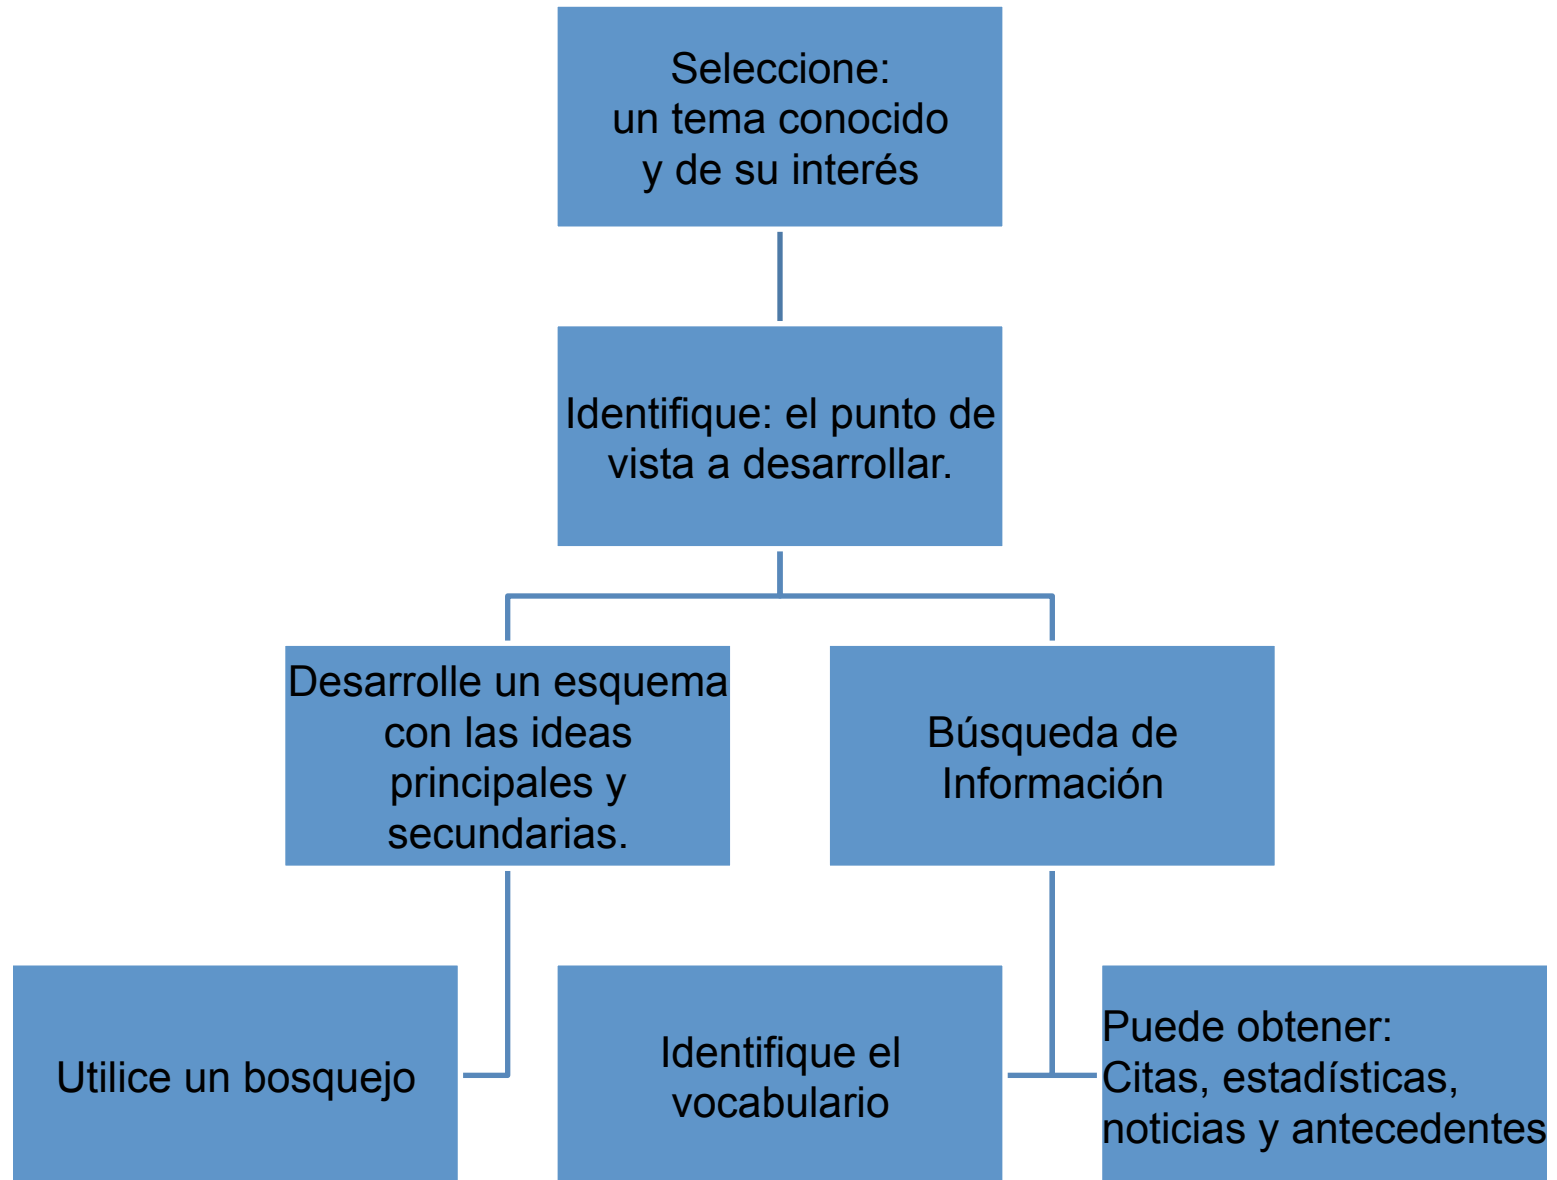 Seleccione:
un tema conocido
y de su interés
Identifique: el punto de
vista a desarrollar.
Desarrolle un esquema
con las ideas
principales y
secundarias.
Búsqueda de
Información
Utilice un bosquejo
Identifique el
vocabulario
Puede obtener:
Citas, estadísticas,
noticias y antecedentes